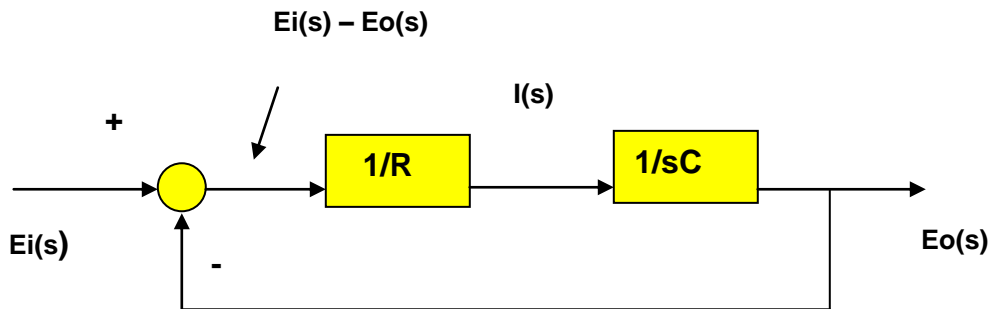 Ei(s) – Eo(s)
I(s)
+
1/R
1/sC
Ei(s)
-
Eo(s)